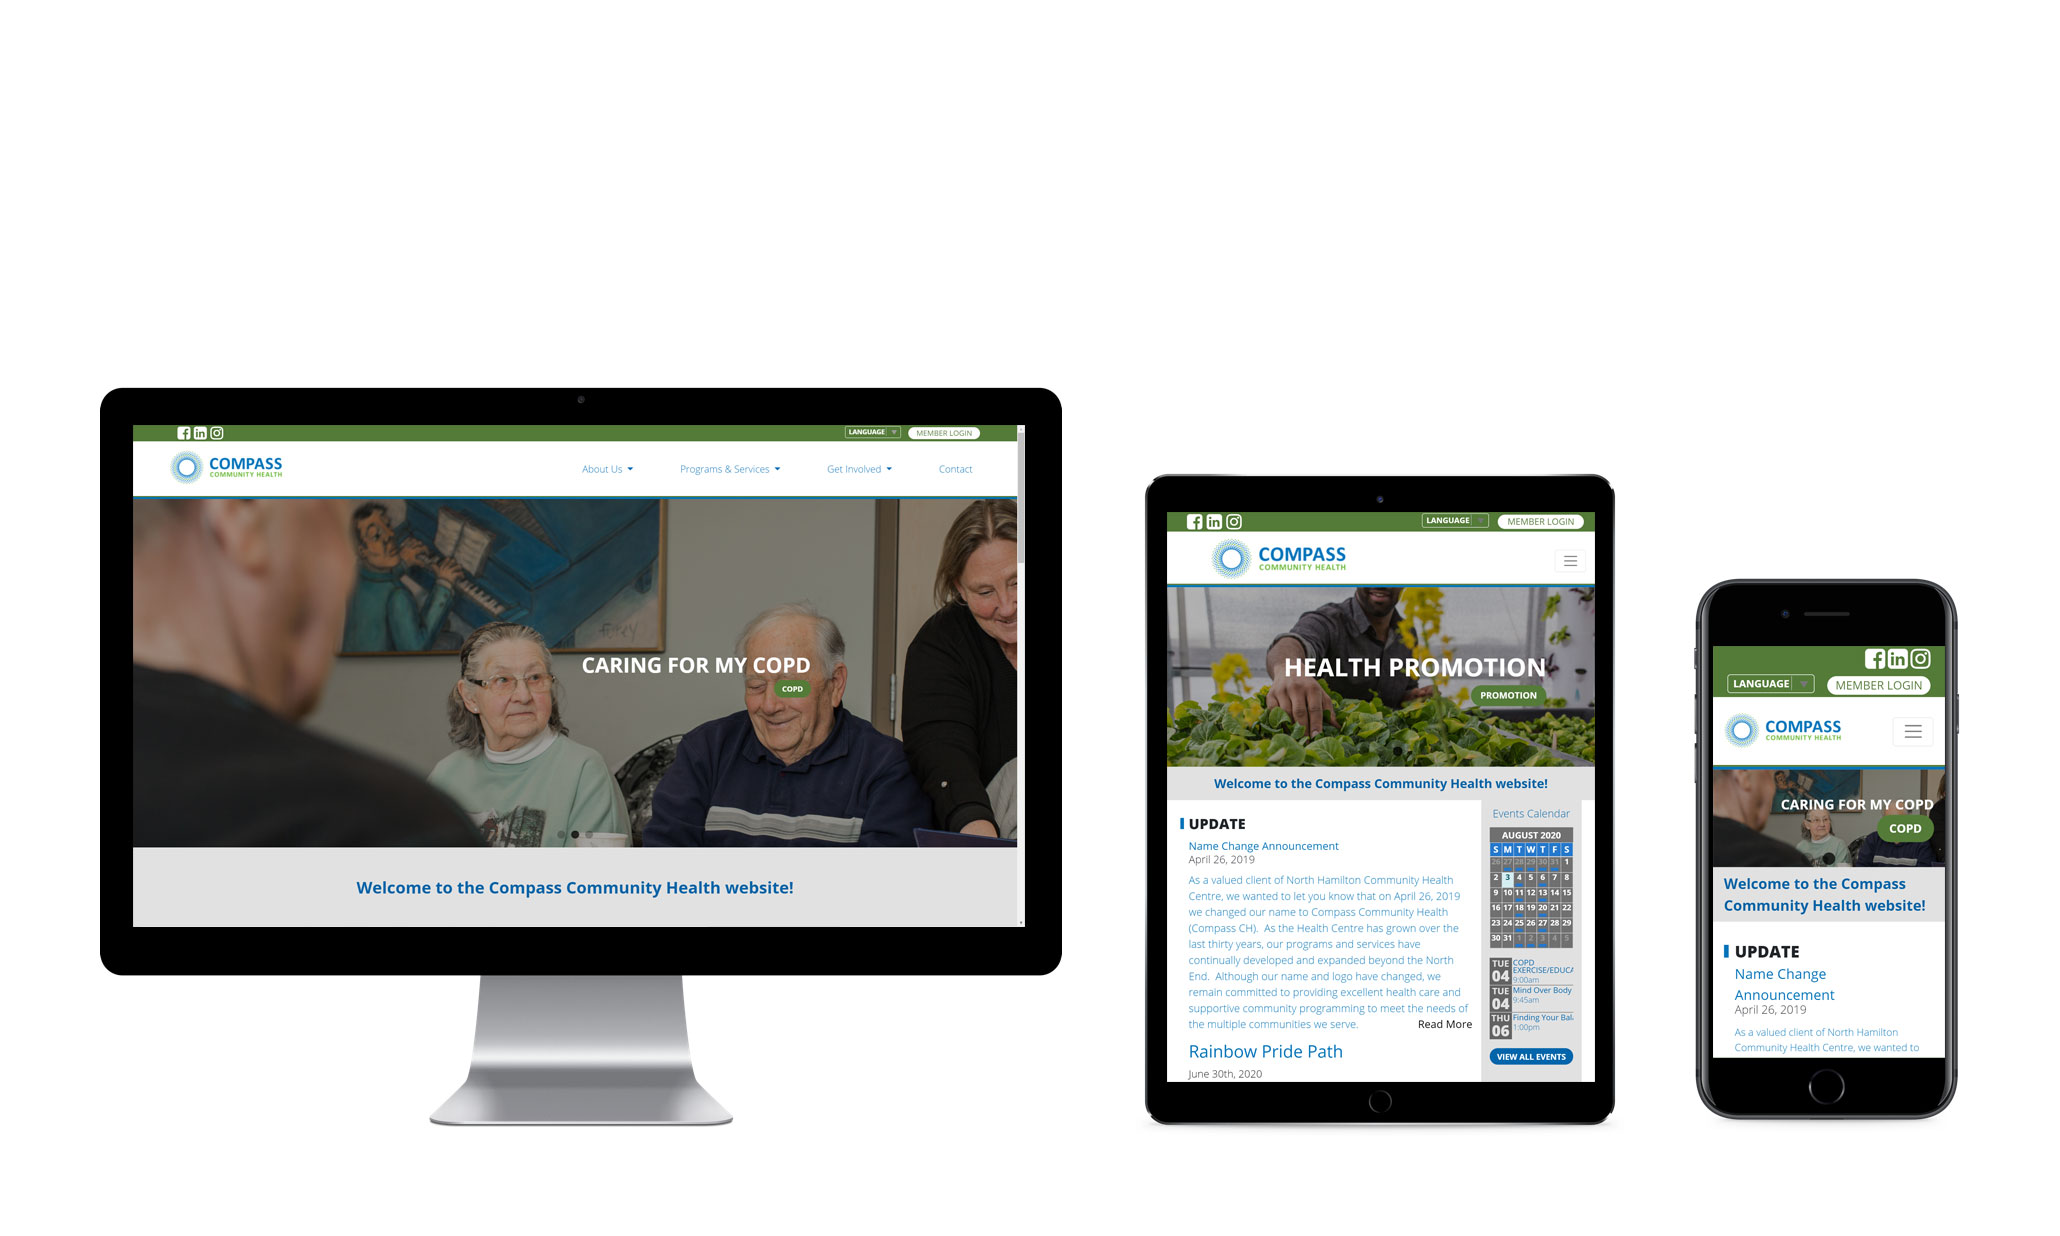 LANGUAGE
MEMBER LOGIN
COMPASS
COMMUNITY HEALTH
About Us
Programs & Services
Get Involved
Contact
Furey
CARING FOR MY COPD
COPD
Welcome to the Compass Community Health website!
LANGUAGE
MEMBER LOGIN
COMPASS
COMMUNITY HEALTH
HEALTH PROMOTION
PROMOTION
Welcome to the Compass Community Health website!
UPDATE
Name Change Announcement
April 26, 2019
As a valued client of North Hamilton Community Health
Centre, we wanted to let you know that on April 26, 2019
we changed our name to Compass Community Health
(Compass CH).  As the Health Centre has grown over the
last thirty years, our programs and services have
continually developed and expanded beyond the North
End.  Although our name and logo have changed, we
remain committed to providing excellent health care and
supportive community programming to meet the needs of
the multiple communities we serve.
Read More
Rainbow Pride Path
June 30th, 2020
Events Calendar
AUGUST 2020
S M T W T F S
26 27 28 29 30 31 1
2 3 4 5 6 7 8
9 10 11 12 13 14 15
16 17 18 19 20 21 22
23 24 25 26 27 28 29
30 31 1 2 3 4 5
TUE
04
COPD
EXERCISE/EDUCA
9:00am
TUE
04
Mind Over Body
9:45am
THU
06
Finding Your Bal
1:00pm
VIEW ALL EVENTS
LANGUAGE
MEMBER LOGIN
COMPASS
COMMUNITY HEALTH
CARING FOR MY COPD
COPD
Welcome to the Compass
Community Health website!
UPDATE
Name Change
Announcement
April 26, 2019
As a valued client of North Hamilton
Community Health Centre, we wanted to